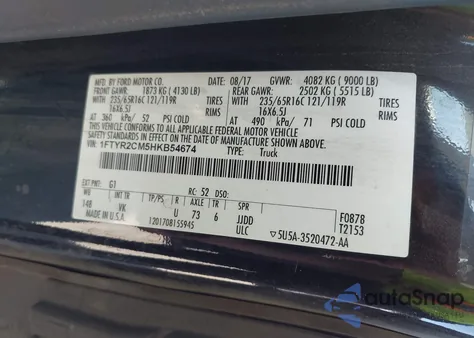 MFD. BY FORD MOTOR CO. 08/17 GVWR: 4082 KG ( 9000 LB)
FRONT GAWR: 1873 KG ( 4130 LB) REAR GAWR: 2502 KG ( 5515 LB)
235/65R16C 121/119R TIRES WITH 235/65R16C 121/119R TIRES
16X6.5J RIMS 16X6.5J RIMS
AT 360 kPa/ 52 PSI COLD AT 490 kPa/ 71 PSI COLD
THIS VEHICLE CONFORMS TO ALL APPLICABLE FEDERAL MOTOR VEHICLE
SAFETY STANDARDS IN EFFECT ON THE DATE OF MANUFACTURE SHOWN ABOVE.
VIN: 1FTYR2CM5HKB54674 TYPE: Truck
EXT PNT: G1 RC: 52 DSO:
WB TP/PS R AXLE TR SPR F0878
148 VK U 73 6 JJDD T2153
MADE IN U.S.A 1201708155945 ULC ▽5U5A-3520472-AA
autoSnap